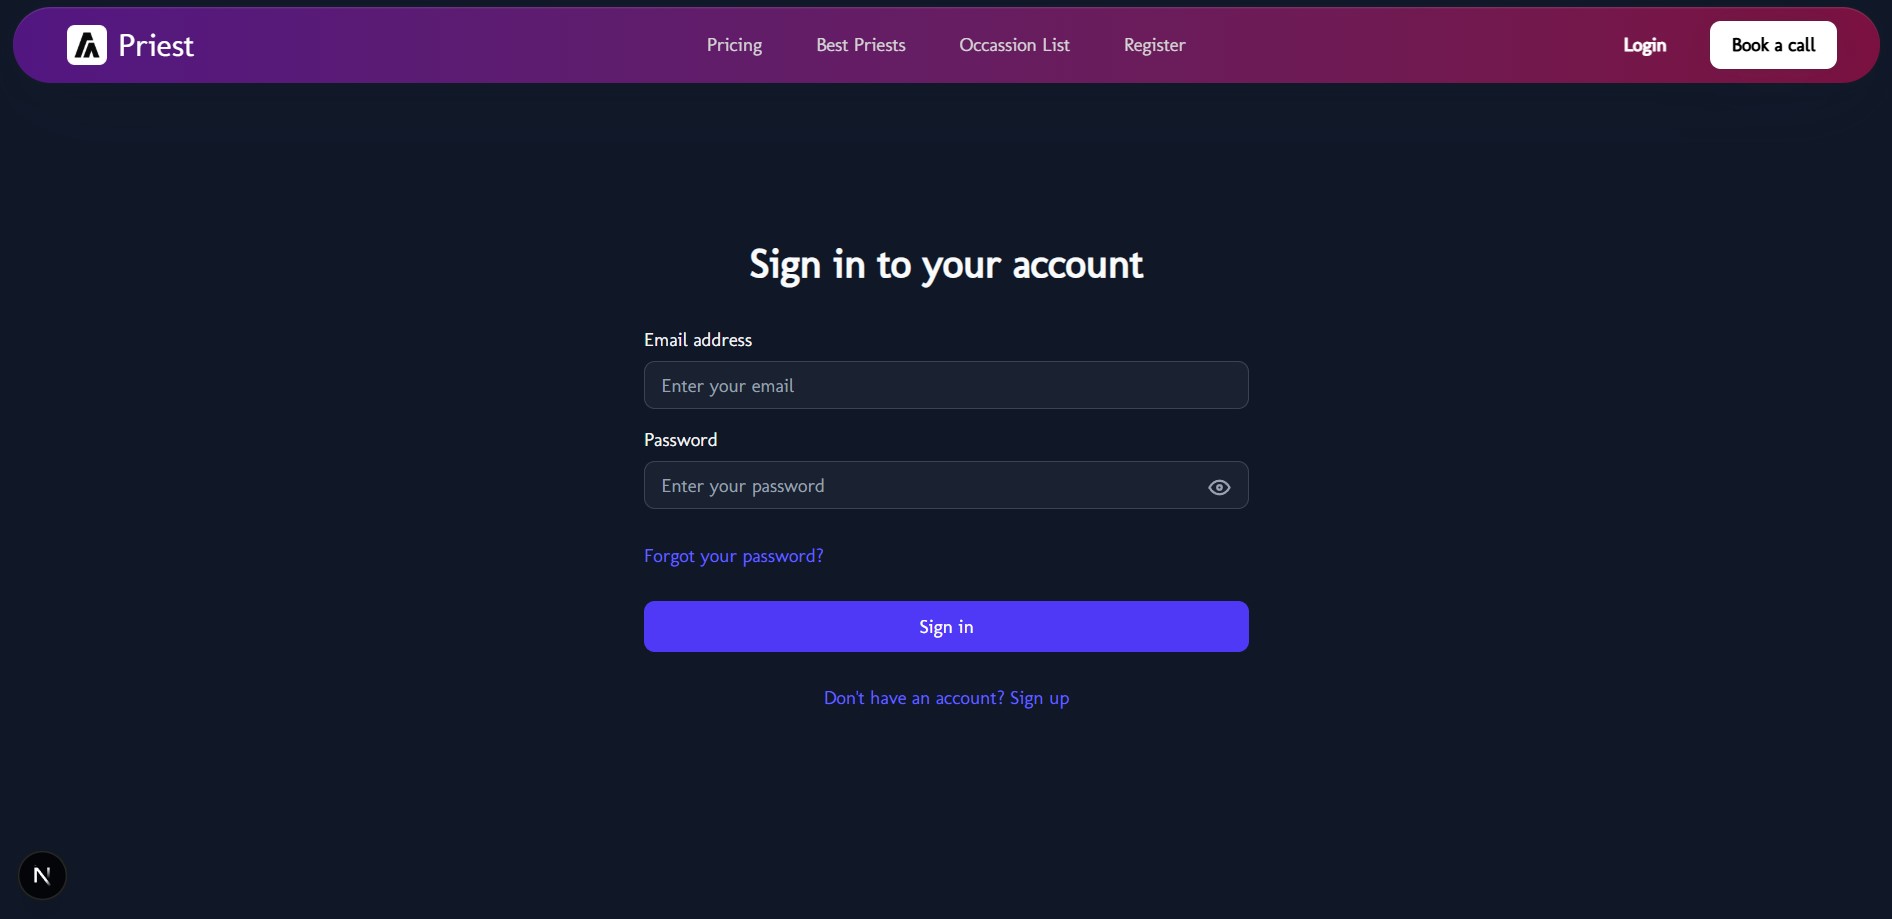 Priest
Pricing
Best Priests
Occassion List
Register
Login
Book a call
Sign in to your account
Email address
Enter your email
Password
Enter your password
Forgot your password?
Sign in
Don't have an account? Sign up
N